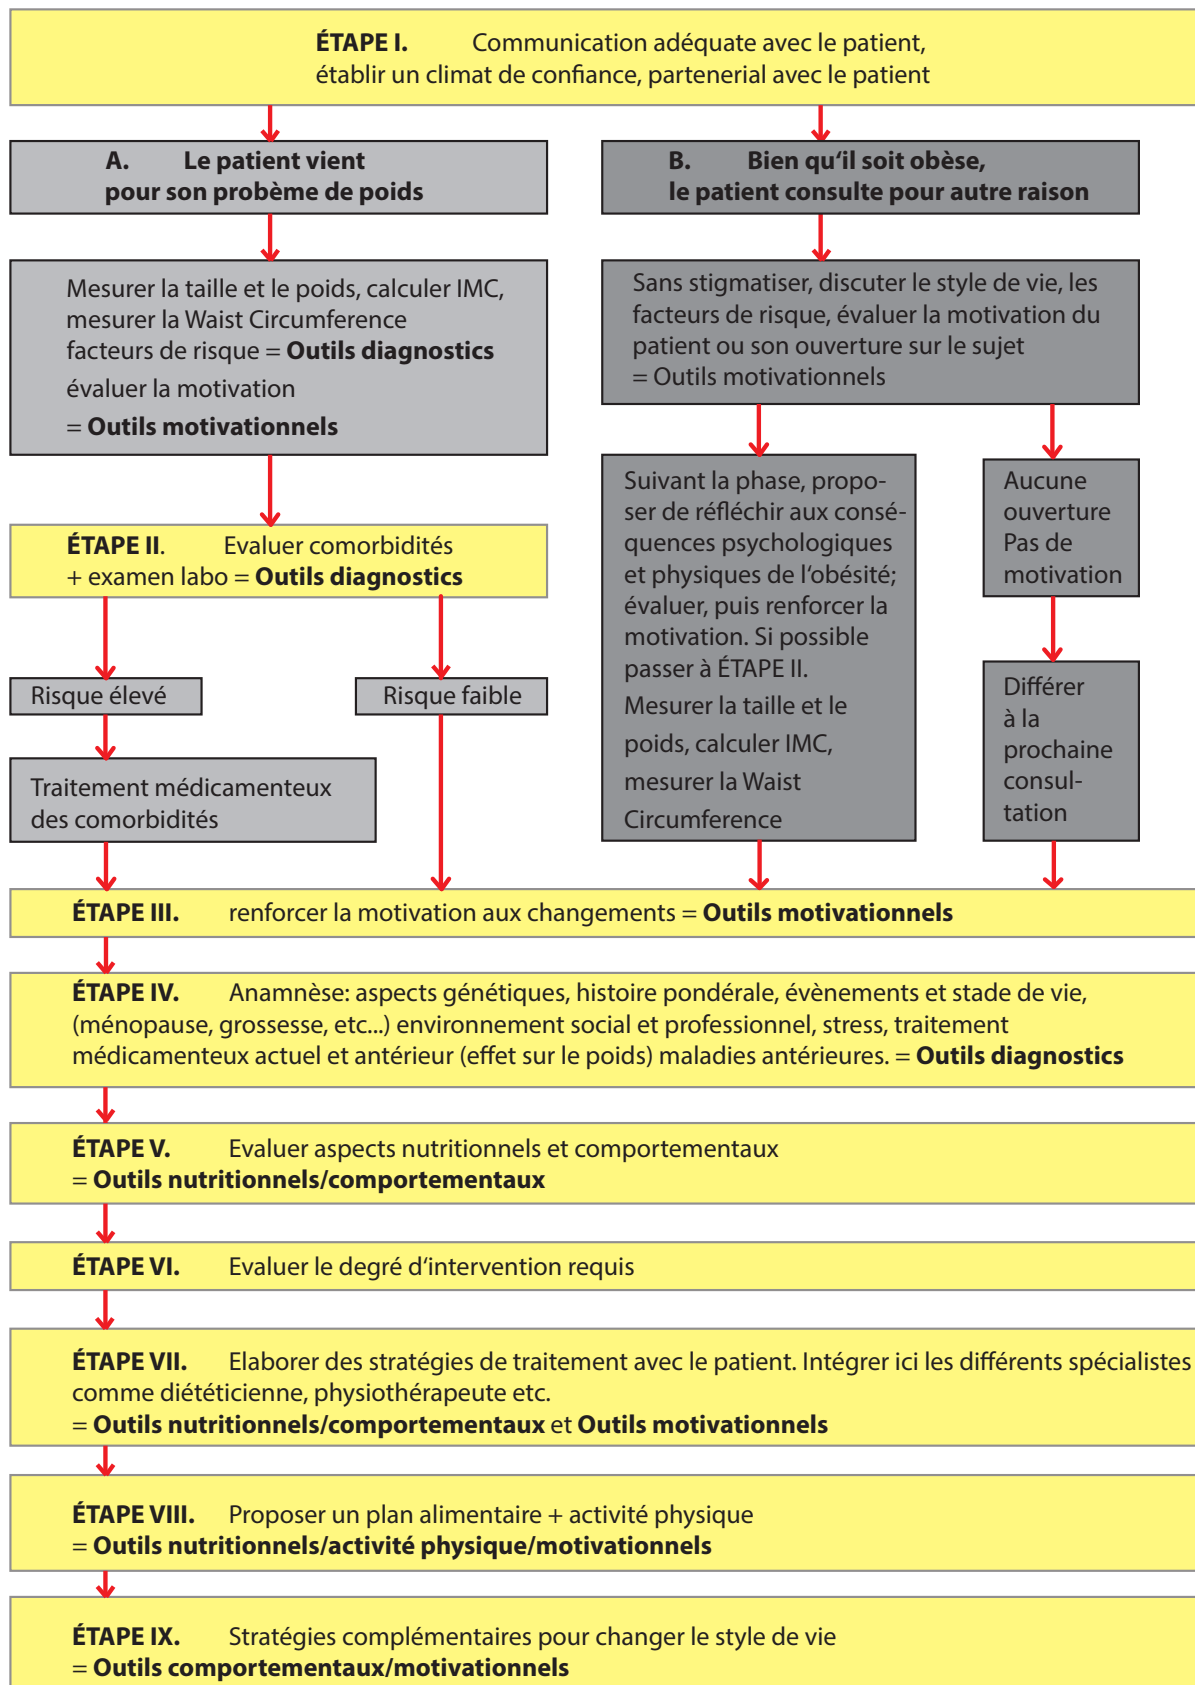 ÉTAPE I. Communication adéquate avec le patient,
établir un climat de confiance, partenerial avec le patient
A. Le patient vient
pour son probème de poids
B. Bien qu‘il soit obèse,
le patient consulte pour autre raison
Mesurer la taille et le poids, calculer IMC,
mesurer la Waist Circumference
facteurs de risque = Outils diagnostics
évaluer la motivation
= Outils motivationnels
Sans stigmatiser, discuter le style de vie, les
facteurs de risque, évaluer la motivation du
patient ou son ouverture sur le sujet
= Outils motivationnels
ÉTAPE II. Evaluer comorbidités
+ examen labo = Outils diagnostics
Risque élevé
Risque faible
Traitement médicamenteux
des comorbidités
Suivant la phase, propo-
ser de réfléchir aux consé-
quences psychologiques
et physiques de l‘obésité;
évaluer, puis renforcer la
motivation. Si possible
passer à ÉTAPE II.
Mesurer la taille et le
poids, calculer IMC,
mesurer la Waist
Circumference
Aucune
ouverture
Pas de
motivation
Différer
à la
prochaine
consul-
tation
ÉTAPE III. renforcer la motivation aux changements = Outils motivationnels
ÉTAPE IV. Anamnèse: aspects génétiques, histoire pondérale, évènements et stade de vie,
(ménopause, grossesse, etc...) environnement social et professionnel, stress, traitement
médicamenteux actuel et antérieur (effet sur le poids) maladies antérieures. = Outils diagnostics
ÉTAPE V. Evaluer aspects nutritionnels et comportementaux
= Outils nutritionnels/comportementaux
ÉTAPE VI. Evaluer le degré d‘intervention requis
ÉTAPE VII. Elaborer des stratégies de traitement avec le patient. Intégrer ici les différents spécialistes
comme diététicienne, physiothérapeute etc.
= Outils nutritionnels/comportementaux et Outils motivationnels
ÉTAPE VIII. Proposer un plan alimentaire + activité physique
= Outils nutritionnels/activité physique/motivationnels
ÉTAPE IX. Stratégies complémentaires pour changer le style de vie
= Outils comportementaux/motivationnels